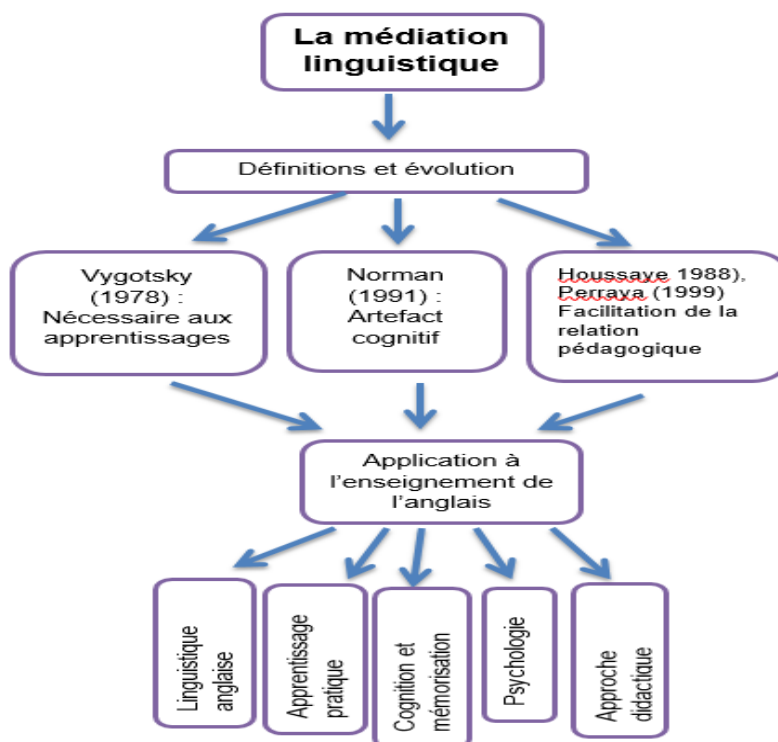 La médiation
linguistique
Définitions et évolution
Vygotsky
(1978) :
Nécessaire aux
apprentissages
Norman
(1991) :
Artefact
cognitif
Houssaye 1988),
Perraya (1999)
Facilitation de la
relation
pédagogique
Application à
l'enseignement de
l'anglais
Linguistique
anglaise
Apprentissage
pratique
Cognition et
mémorisation
Psychologie
Approche
didactique